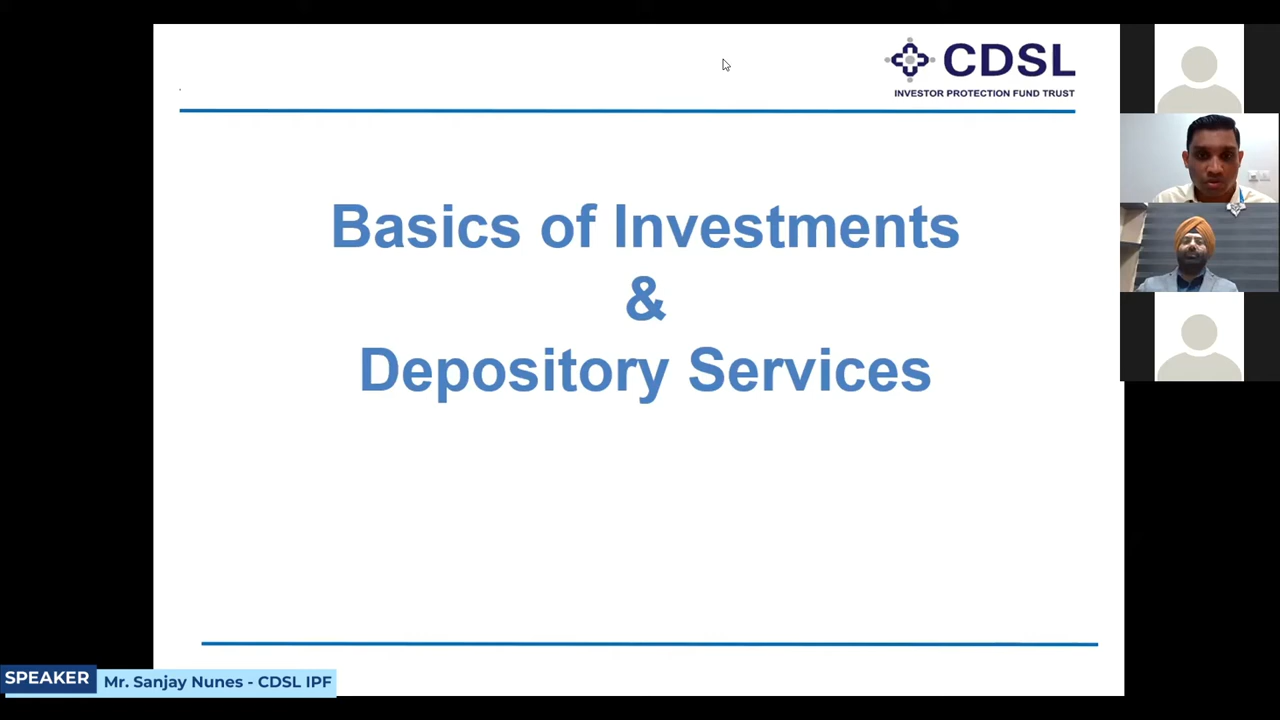 CDSL
INVESTOR PROTECTION FUND TRUST
Basics of Investments
&
Depository Services
SPEAKER
Mr. Sanjay Nunes - CDSL IPF